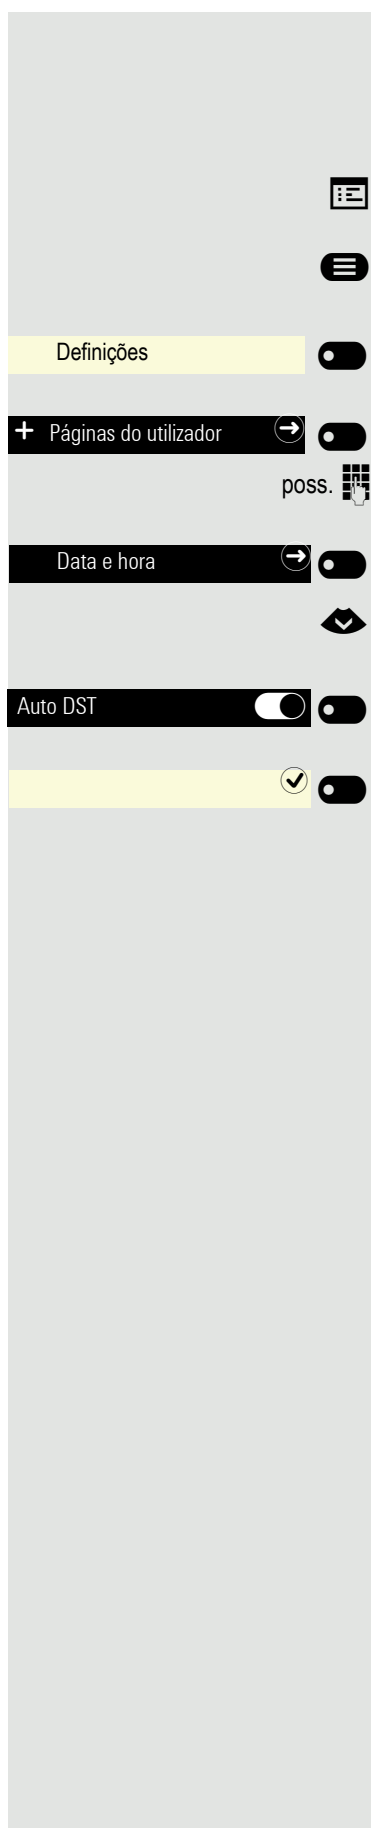 Definições
Páginas do utilizador
poss.
Data e hora
Auto DST